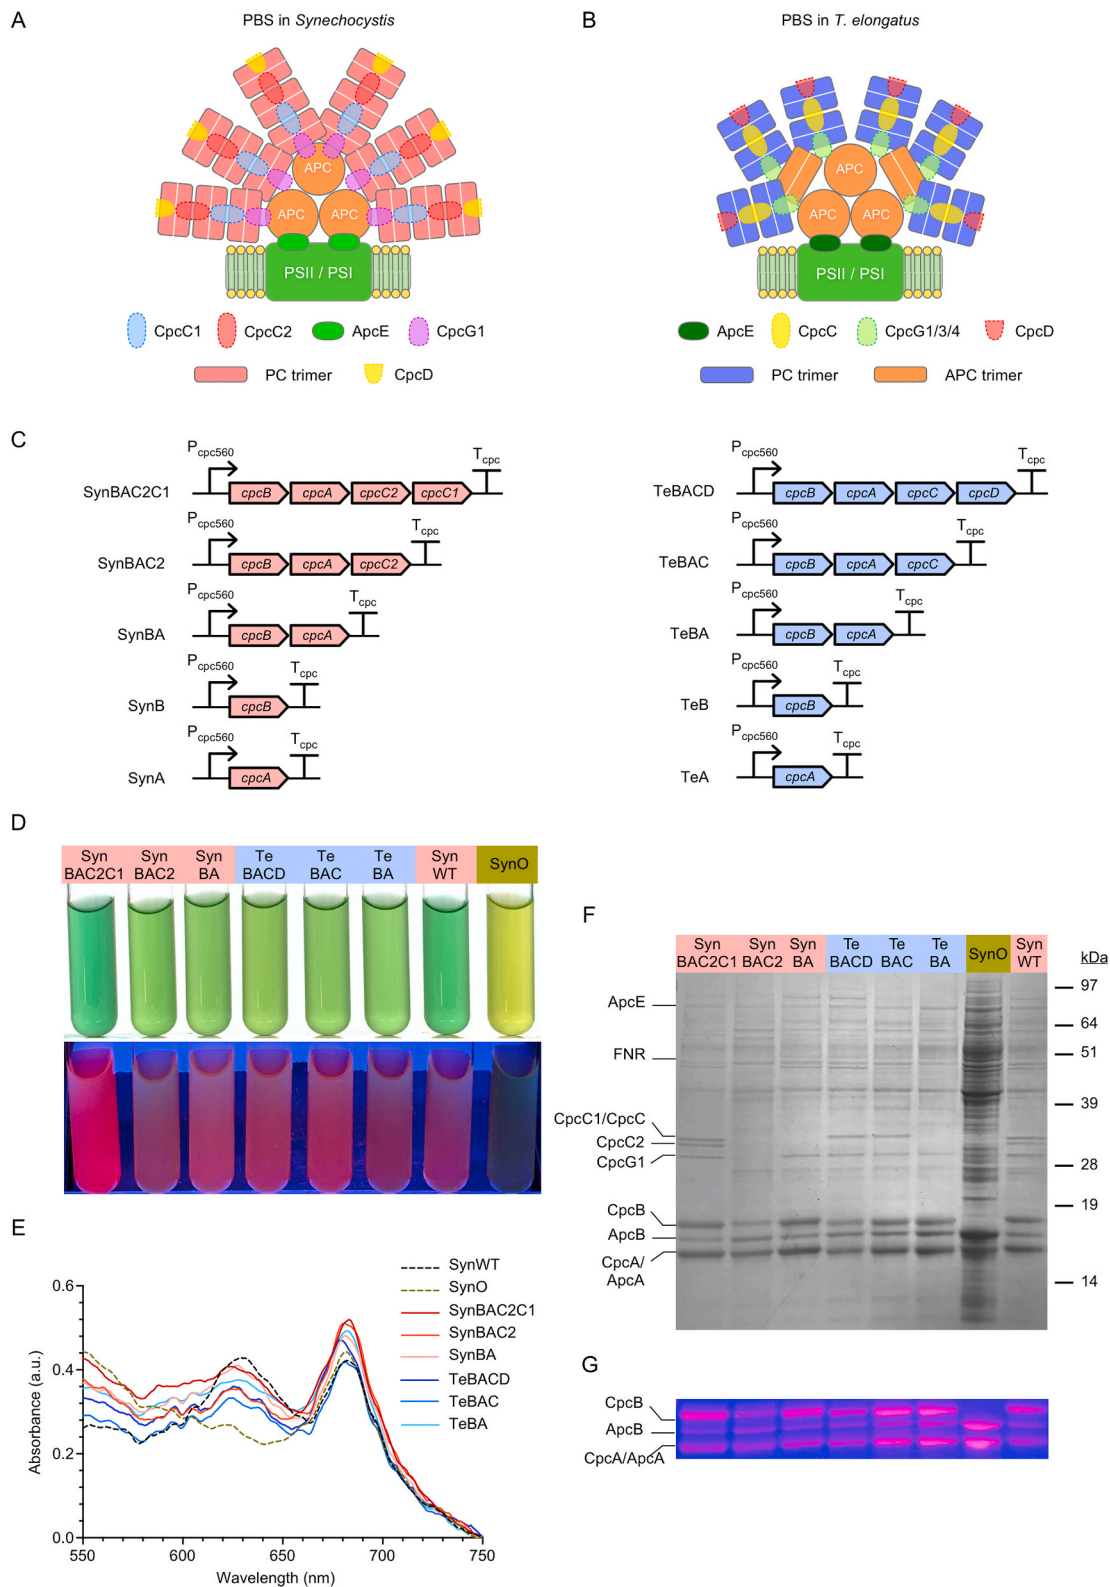 A
PBS in Synechocystis
APC
APC
APC
PSII / PSI
CpcC1
CpcC2
ApcE
CpcG1
PC trimer
CpcD
B
PBS in T. elongatus
APC
APC
APC
PSII / PSI
ApcE
CpcC
CpcG1/3/4
CpcD
PC trimer
APC trimer
C
SynBAC2C1
Pcpc560
cpcB
cpcA
cpcC2
cpcC1
Tcpc
SynBAC2
Pcpc560
cpcB
cpcA
cpcC2
Tcpc
SynBA
Pcpc560
cpcB
cpcA
Tcpc
SynB
Pcpc560
cpcB
Tcpc
SynA
Pcpc560
cpcA
Tcpc
TeBACD
Pcpc560
cpcB
cpcA
cpcC
cpcD
Tcpc
TeBAC
Pcpc560
cpcB
cpcA
cpcC
Tcpc
TeBA
Pcpc560
cpcB
cpcA
Tcpc
TeB
Pcpc560
cpcB
Tcpc
TeA
Pcpc560
cpcA
Tcpc
D
Syn BAC2C1
Syn BAC2
Syn BA
Te BACD
Te BAC
Te BA
Syn WT
SynO
E
Absorbance (a.u.)
0.6
0.4
0.2
0.0
550
600
650
700
750
Wavelength (nm)
SynWT
SynO
SynBAC2C1
SynBAC2
SynBA
TeBACD
TeBAC
TeBA
F
Syn BAC2C1
Syn BAC2
Syn BA
Te BACD
Te BAC
Te BA
SynO
Syn WT
kDa
97
64
51
39
28
19
14
ApcE
FNR
CpcC1/CpcC
CpcC2
CpcG1
CpcB
ApcB
CpcA/
ApcA
G
CpcB
ApcB
CpcA/ApcA